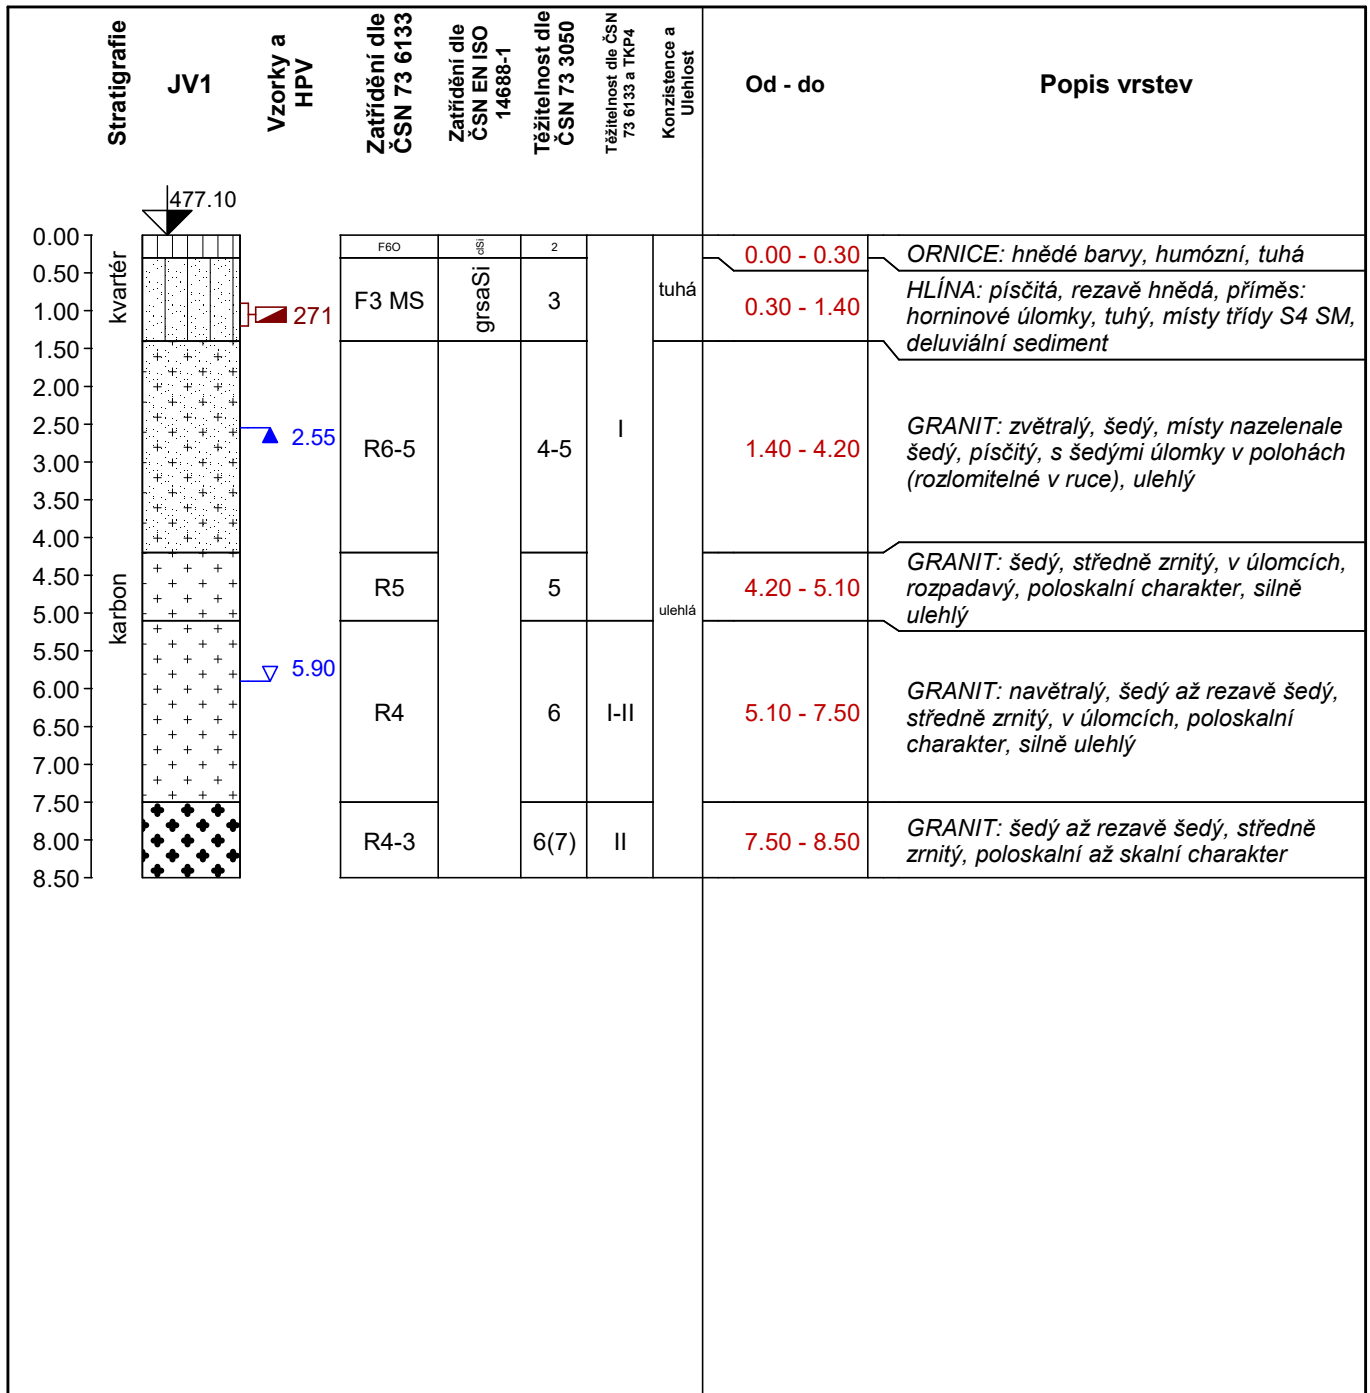 Stratigrafie
JV1
Vzorky a
HPV
Zatřídění dle
ČSN 73 6133
Zatřídění dle
ČSN EN ISO
14688-1
Těžitelnost dle
ČSN 73 3050
Těžitelnost dle ČSN
73 6133 a TKP4
Konzistence a
Ulehlost
Od - do
Popis vrstev
477.10
0.00
0.50
1.00
1.50
2.00
2.50
3.00
3.50
4.00
4.50
5.00
5.50
6.00
6.50
7.00
7.50
8.00
8.50
kvartér
karbon
271
2.55
5.90
F6O
clSi
2
0.00 - 0.30
ORNICE: hnědé barvy, humózní, tuhá
F3 MS
grsaSi
3
tuhá
0.30 - 1.40
HLÍNA: písčitá, rezavě hnědá, příměs:
horninové úlomky, tuhý, místy třídy S4 SM,
deluviální sediment
R6-5
4-5
I
1.40 - 4.20
GRANIT: zvětralý, šedý, místy nazelenale
šedý, písčitý, s šedými úlomky v polohách
(rozlomitelné v ruce), ulehlý
R5
5
ulehlá
4.20 - 5.10
GRANIT: šedý, středně zrnitý, v úlomcích,
rozpadavý, poloskalní charakter, silně
ulehlý
R4
6
I-II
5.10 - 7.50
GRANIT: navětralý, šedý až rezavě šedý,
středně zrnitý, v úlomcích, poloskalní
charakter, silně ulehlý
R4-3
6(7)
II
7.50 - 8.50
GRANIT: šedý až rezavě šedý, středně
zrnitý, poloskalní až skalní charakter